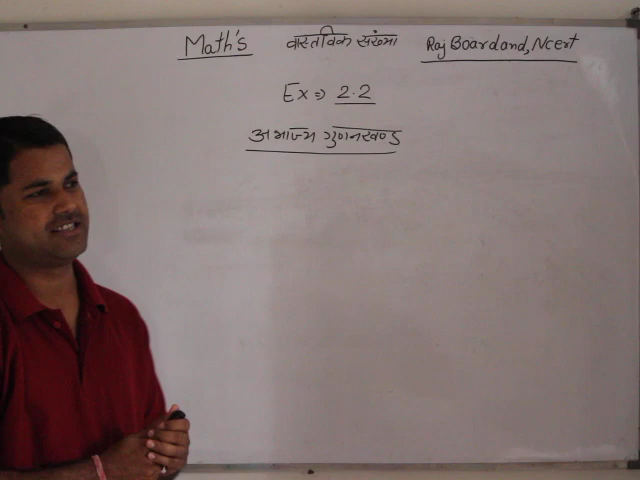 Math's वास्तविक संख्या Raj Board and, Ncert
Ex ⇒ 2.2
अभाज्य गुणनखण्ड